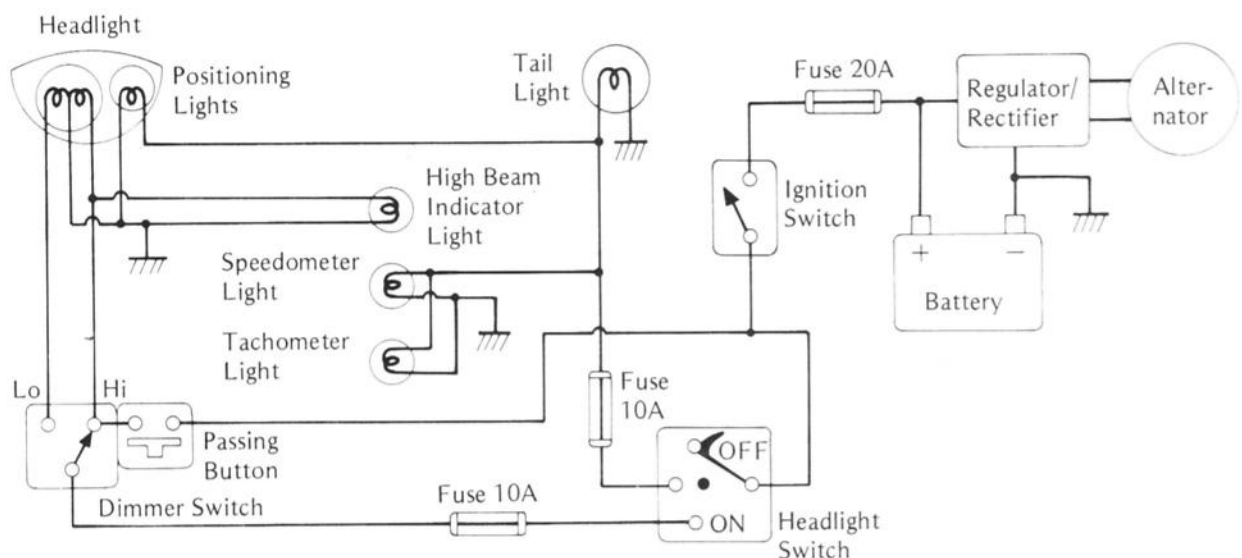 Headlight
Positioning
Lights
Tail
Light
Fuse 20A
Regulator/
Rectifier
Alter-
nator
High Beam
Indicator
Light
Ignition
Switch
Speedometer
Light
+
−
Battery
Tachometer
Light
Fuse
10A
Lo
Hi
Passing
Button
OFF
Dimmer Switch
Fuse 10A
ON
Headlight
Switch